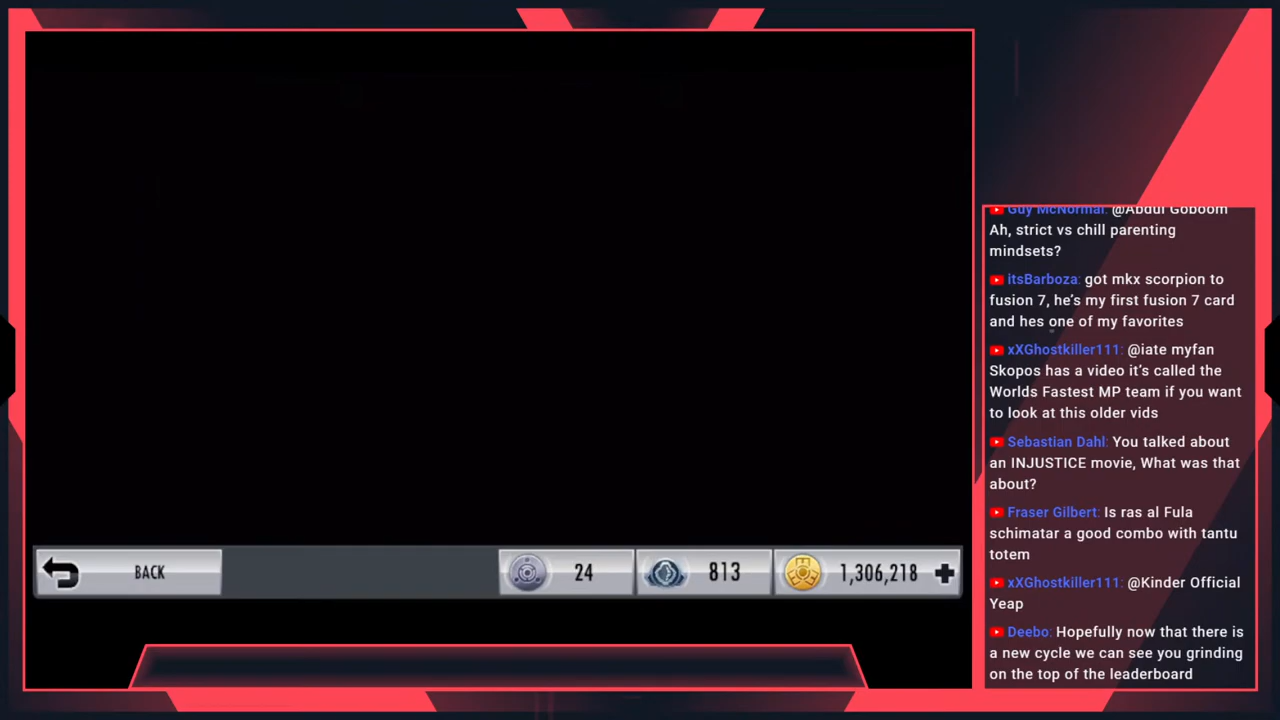 BACK
24
813
1,306,218
Guy McNormal: @Abdul Goboom
Ah, strict vs chill parenting
mindsets?
itsBarboza: got mkx scorpion to
fusion 7, he's my first fusion 7 card
and hes one of my favorites
xXGhostkiller111: @iate myfan
Skopos has a video it's called the
Worlds Fastest MP team if you want
to look at this older vids
Sebastian Dahl: You talked about
an INJUSTICE movie, What was that
about?
Fraser Gilbert: Is ras al Fula
schimatar a good combo with tantu
totem
xXGhostkiller111: @Kinder Official
Yeap
Deebo: Hopefully now that there is
a new cycle we can see you grinding
on the top of the leaderboard